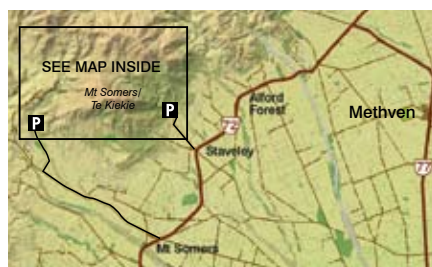 SEE MAP INSIDE
Mt Somers/
Te Kiekie
P
P
Alford
Forest
72
Methven
Staveley
77
Mt Somers